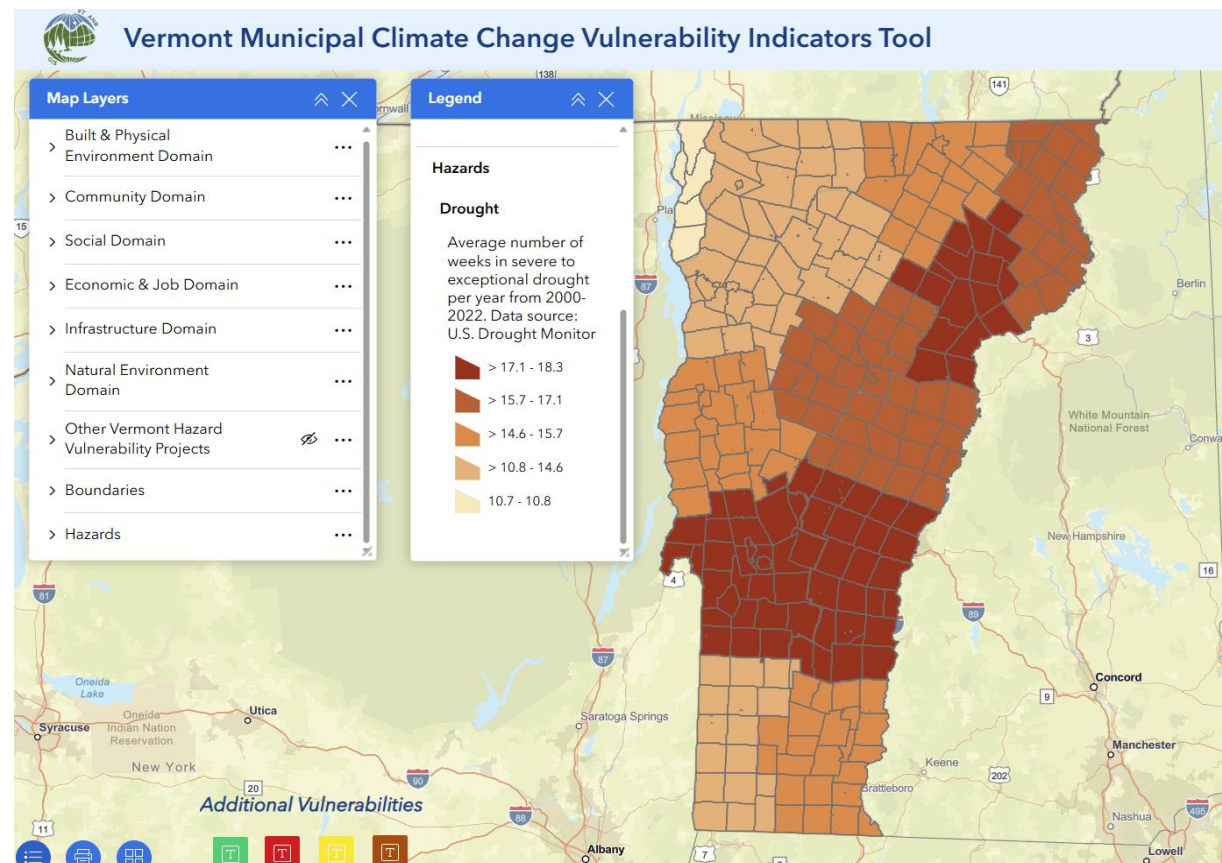 Vermont Municipal Climate Change Vulnerability Indicators Tool
VT ANR
GIS
Map Layers
Built & Physical
Environment Domain
Community Domain
Social Domain
Economic & Job Domain
Infrastructure Domain
Natural Environment
Domain
Other Vermont Hazard
Vulnerability Projects
Boundaries
Hazards
Legend
Hazards
Drought
Average number of
weeks in severe to
exceptional drought
per year from 2000-
2022. Data source:
U.S. Drought Monitor
> 17.1 - 18.3
> 15.7 - 17.1
> 14.6 - 15.7
> 10.8 - 14.6
10.7 - 10.8
138
141
15
87
Berlin
3
White Mountain
National Forest
New Hampshire
4
16
81
89
87
Oneida
Lake
Concord
9
Utica
Syracuse
Oneida
Indian Nation
Reservation
Saratoga Springs
Manchester
New York
Keene
202
20
90
Brattleboro
Additional Vulnerabilities
88
495
Nashua
11
T
T
T
T
Albany
7
Lowell